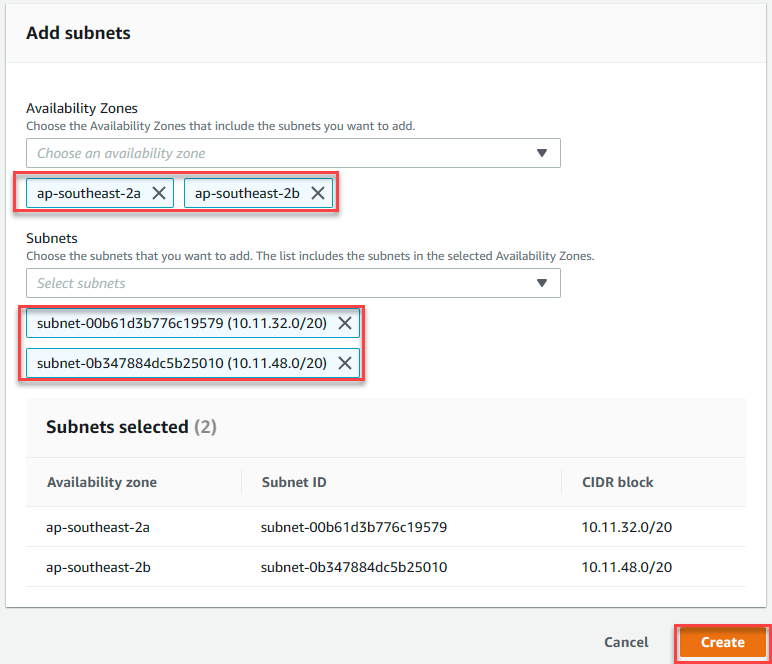 Add subnets
Availability Zones
Choose the Availability Zones that include the subnets you want to add.
Choose an availability zone
ap-southeast-2a ap-southeast-2b
Subnets
Choose the subnets that you want to add. The list includes the subnets in the selected Availability Zones.
Select subnets
subnet-00b61d3b776c19579 (10.11.32.0/20)
subnet-0b347884dc5b25010 (10.11.48.0/20)
Subnets selected (2)
Availability zone Subnet ID CIDR block
ap-southeast-2a subnet-00b61d3b776c19579 10.11.32.0/20
ap-southeast-2b subnet-0b347884dc5b25010 10.11.48.0/20
Cancel Create